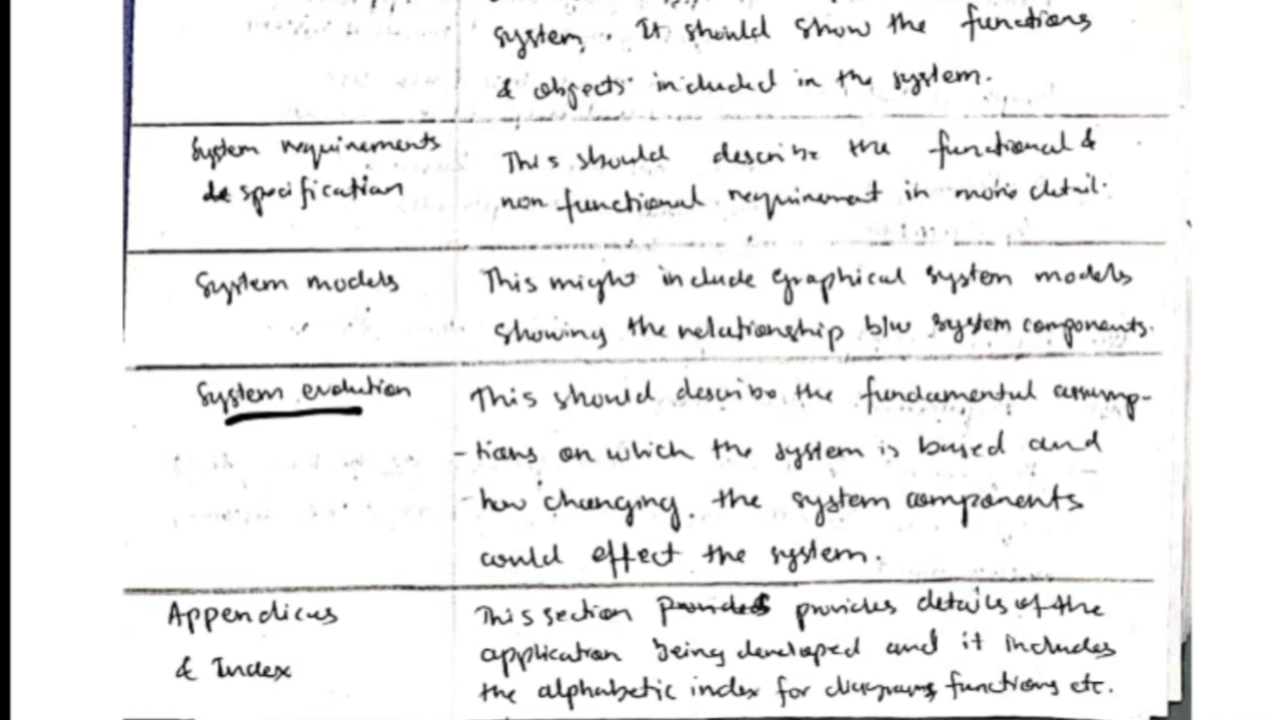 system. It should show the functions
& objects included in the system.
System requirements
specification
This should describe the functional &
non functional requirement in more detail.
System models
This might include graphical system models
showing the relationship b/w system components.
System evolution
This should describe the fundamental assump-
-tions on which the system is based and
how changing the system components
could effect the system.
Appendices
& Index
This section provides details of the
application being developed and it includes
the alphabetic index for diagrams, functions etc.